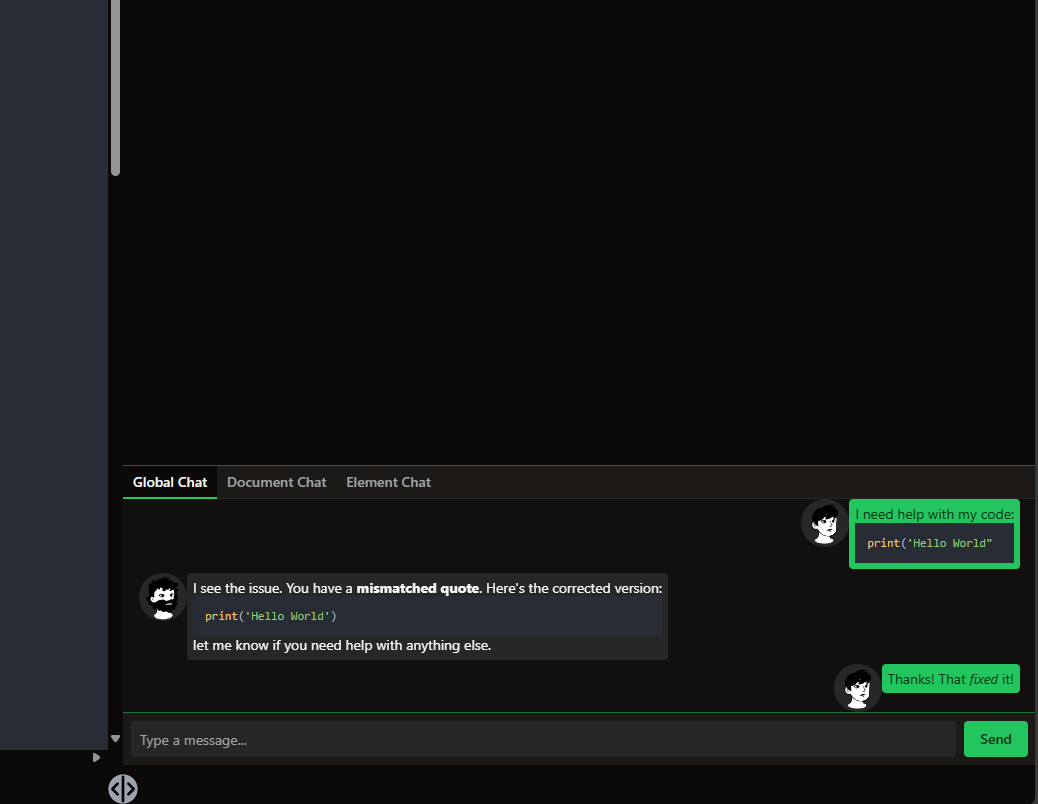 Global Chat Document Chat Element Chat
I need help with my code:
print('Hello World"
I see the issue. You have a mismatched quote. Here's the corrected version:
print('Hello World')
let me know if you need help with anything else.
Thanks! That fixed it!
Type a message...
Send